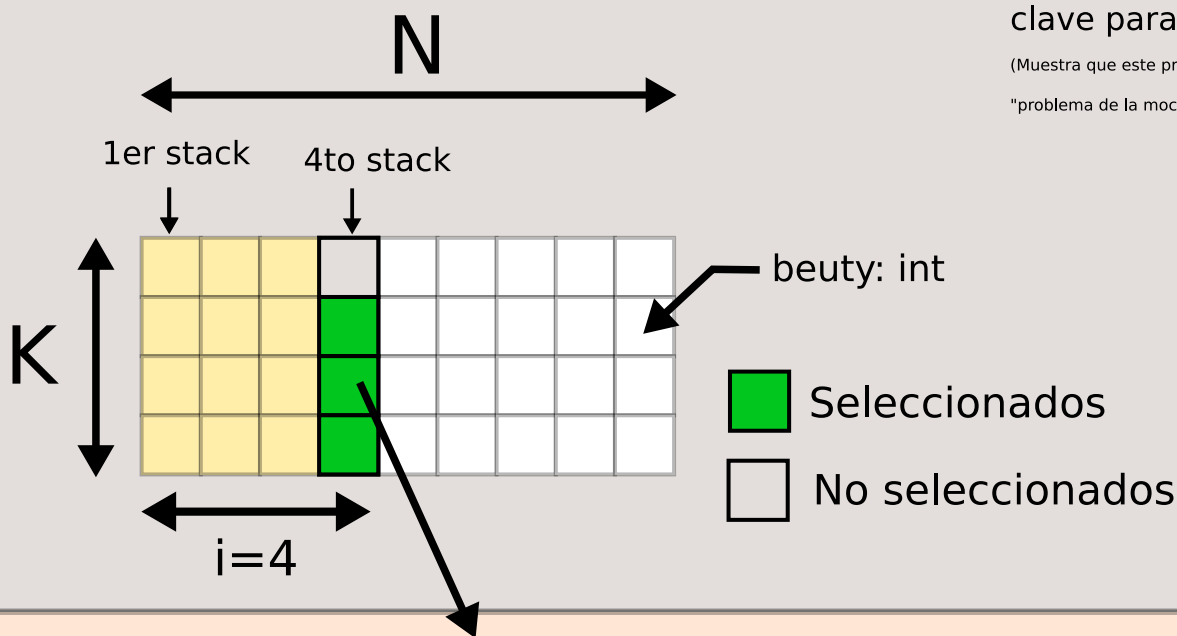 clave para
(Muestra que este pr
"problema de la moc
N
1er stack
4to stack
K
beuty: int
Seleccionados
No seleccionados
i=4